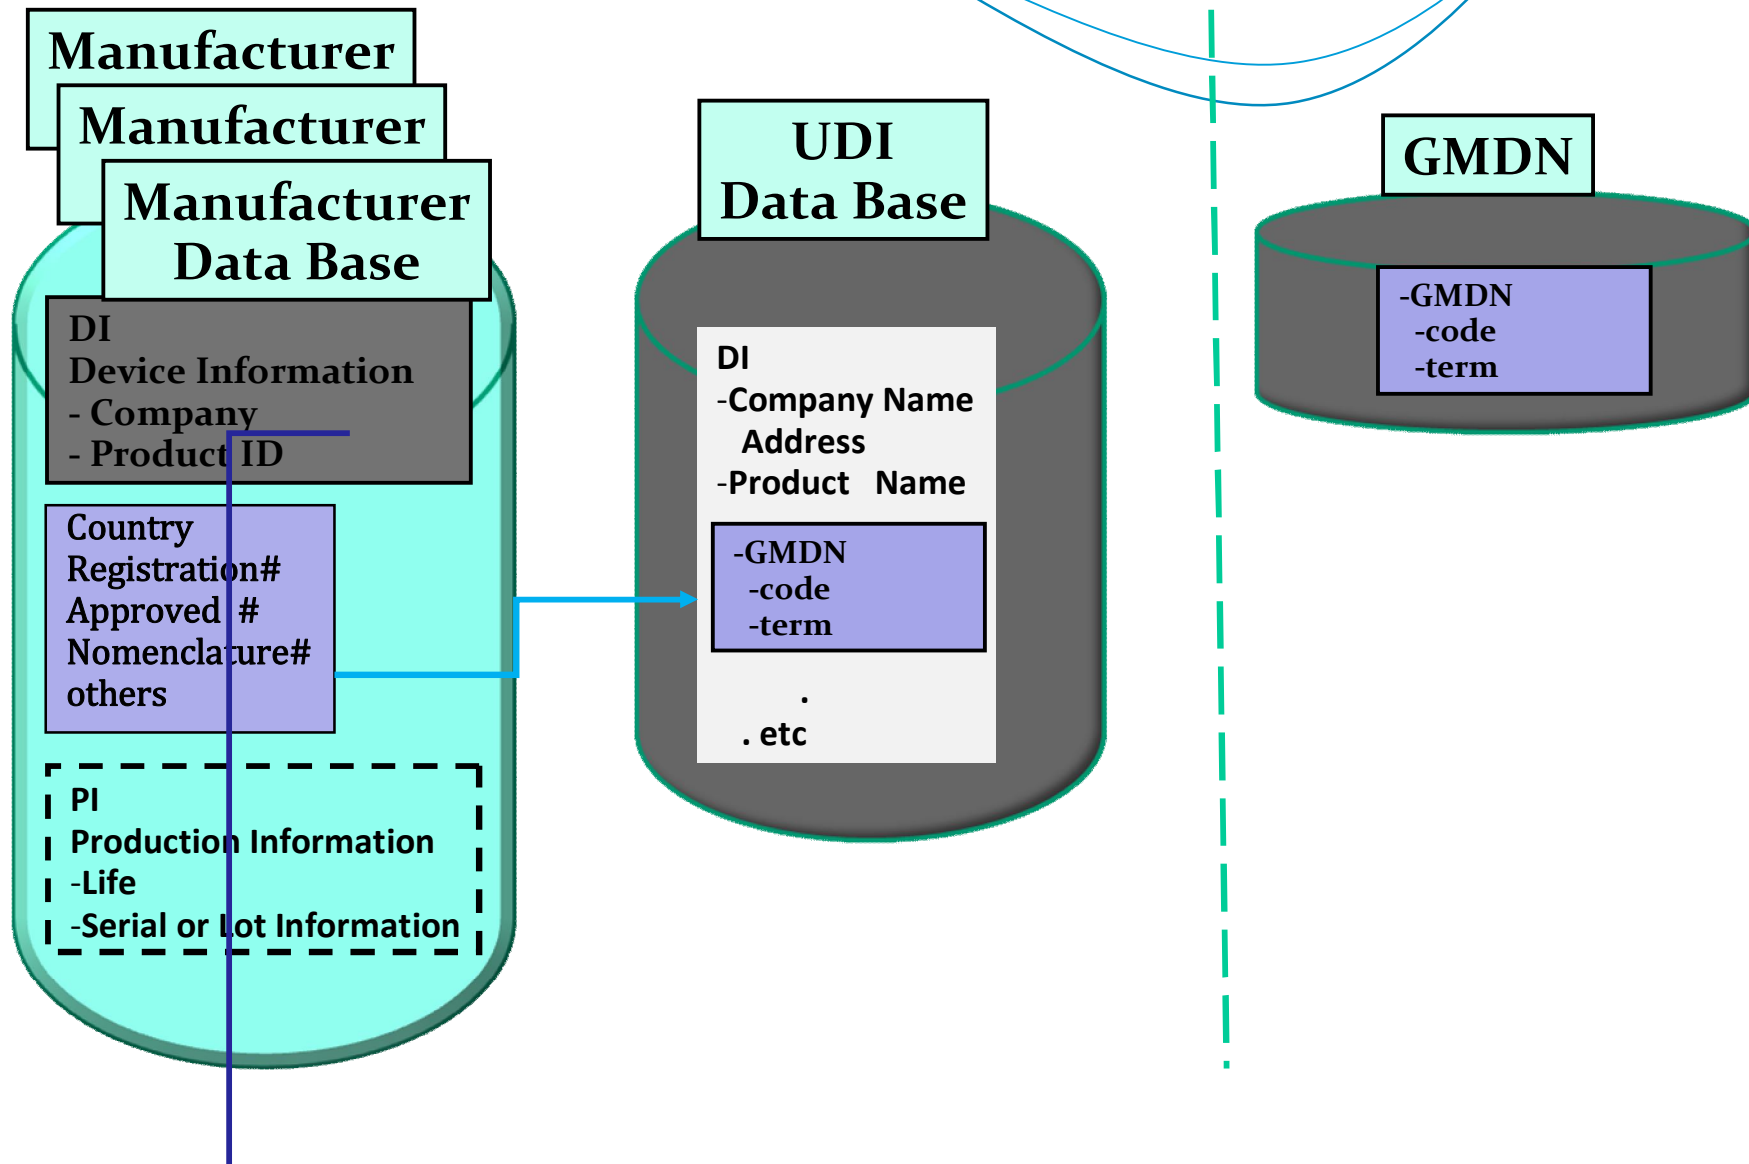 Manufacturer
Manufacturer
Manufacturer
Data Base
DI
Device Information
- Company
- Product ID
Country
Registration#
Approved #
Nomenclature#
others
PI
Production Information
-Life
-Serial or Lot Information
UDI
Data Base
DI
-Company Name
Address
-Product Name
-GMDN
-code
-term
.
. etc
GMDN
-GMDN
-code
-term